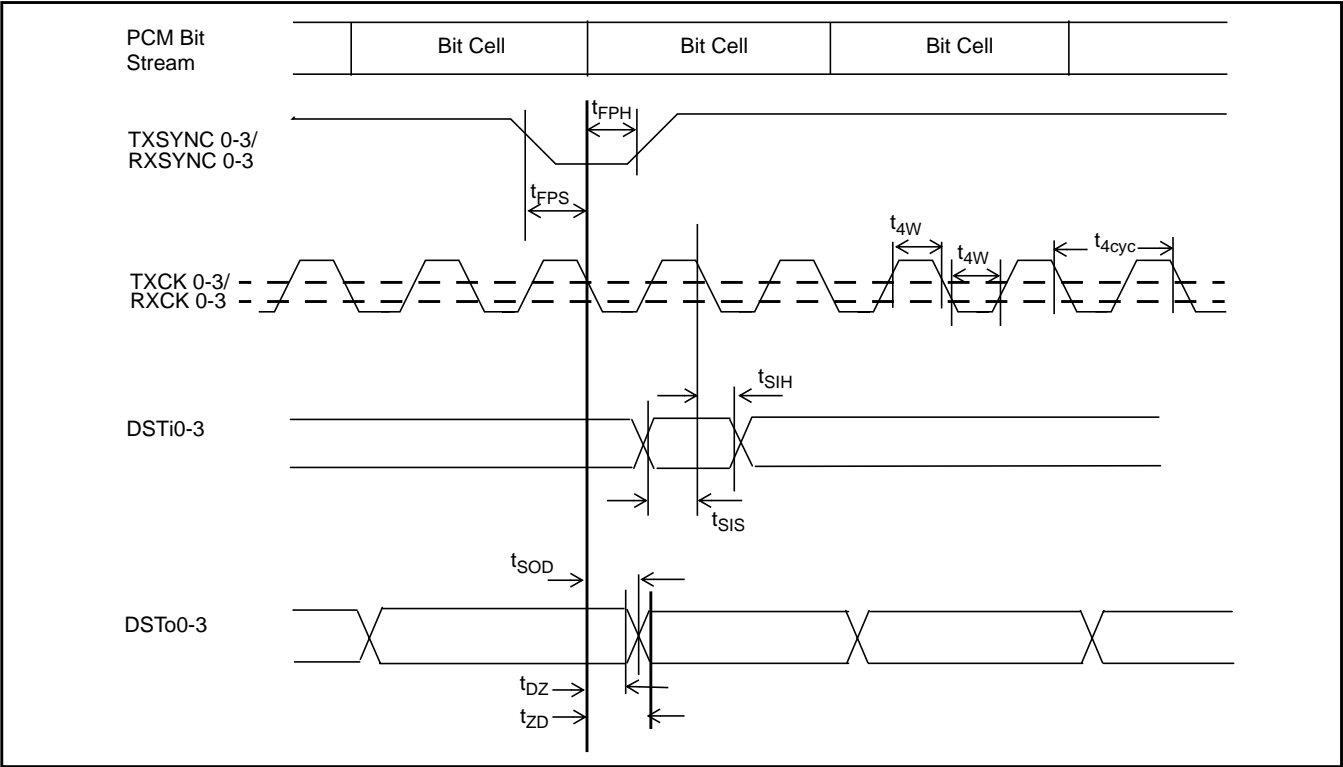 PCM Bit
Stream
Bit Cell
Bit Cell
Bit Cell
tFPH
TXSYNC 0-3/
RXSYNC 0-3
tFPS
t4W
t4W
t4cyc
TXCK 0-3/
RXCK 0-3
tSIH
DSTi0-3
tSIS
tSOD
DSTo0-3
tDZ
tZD